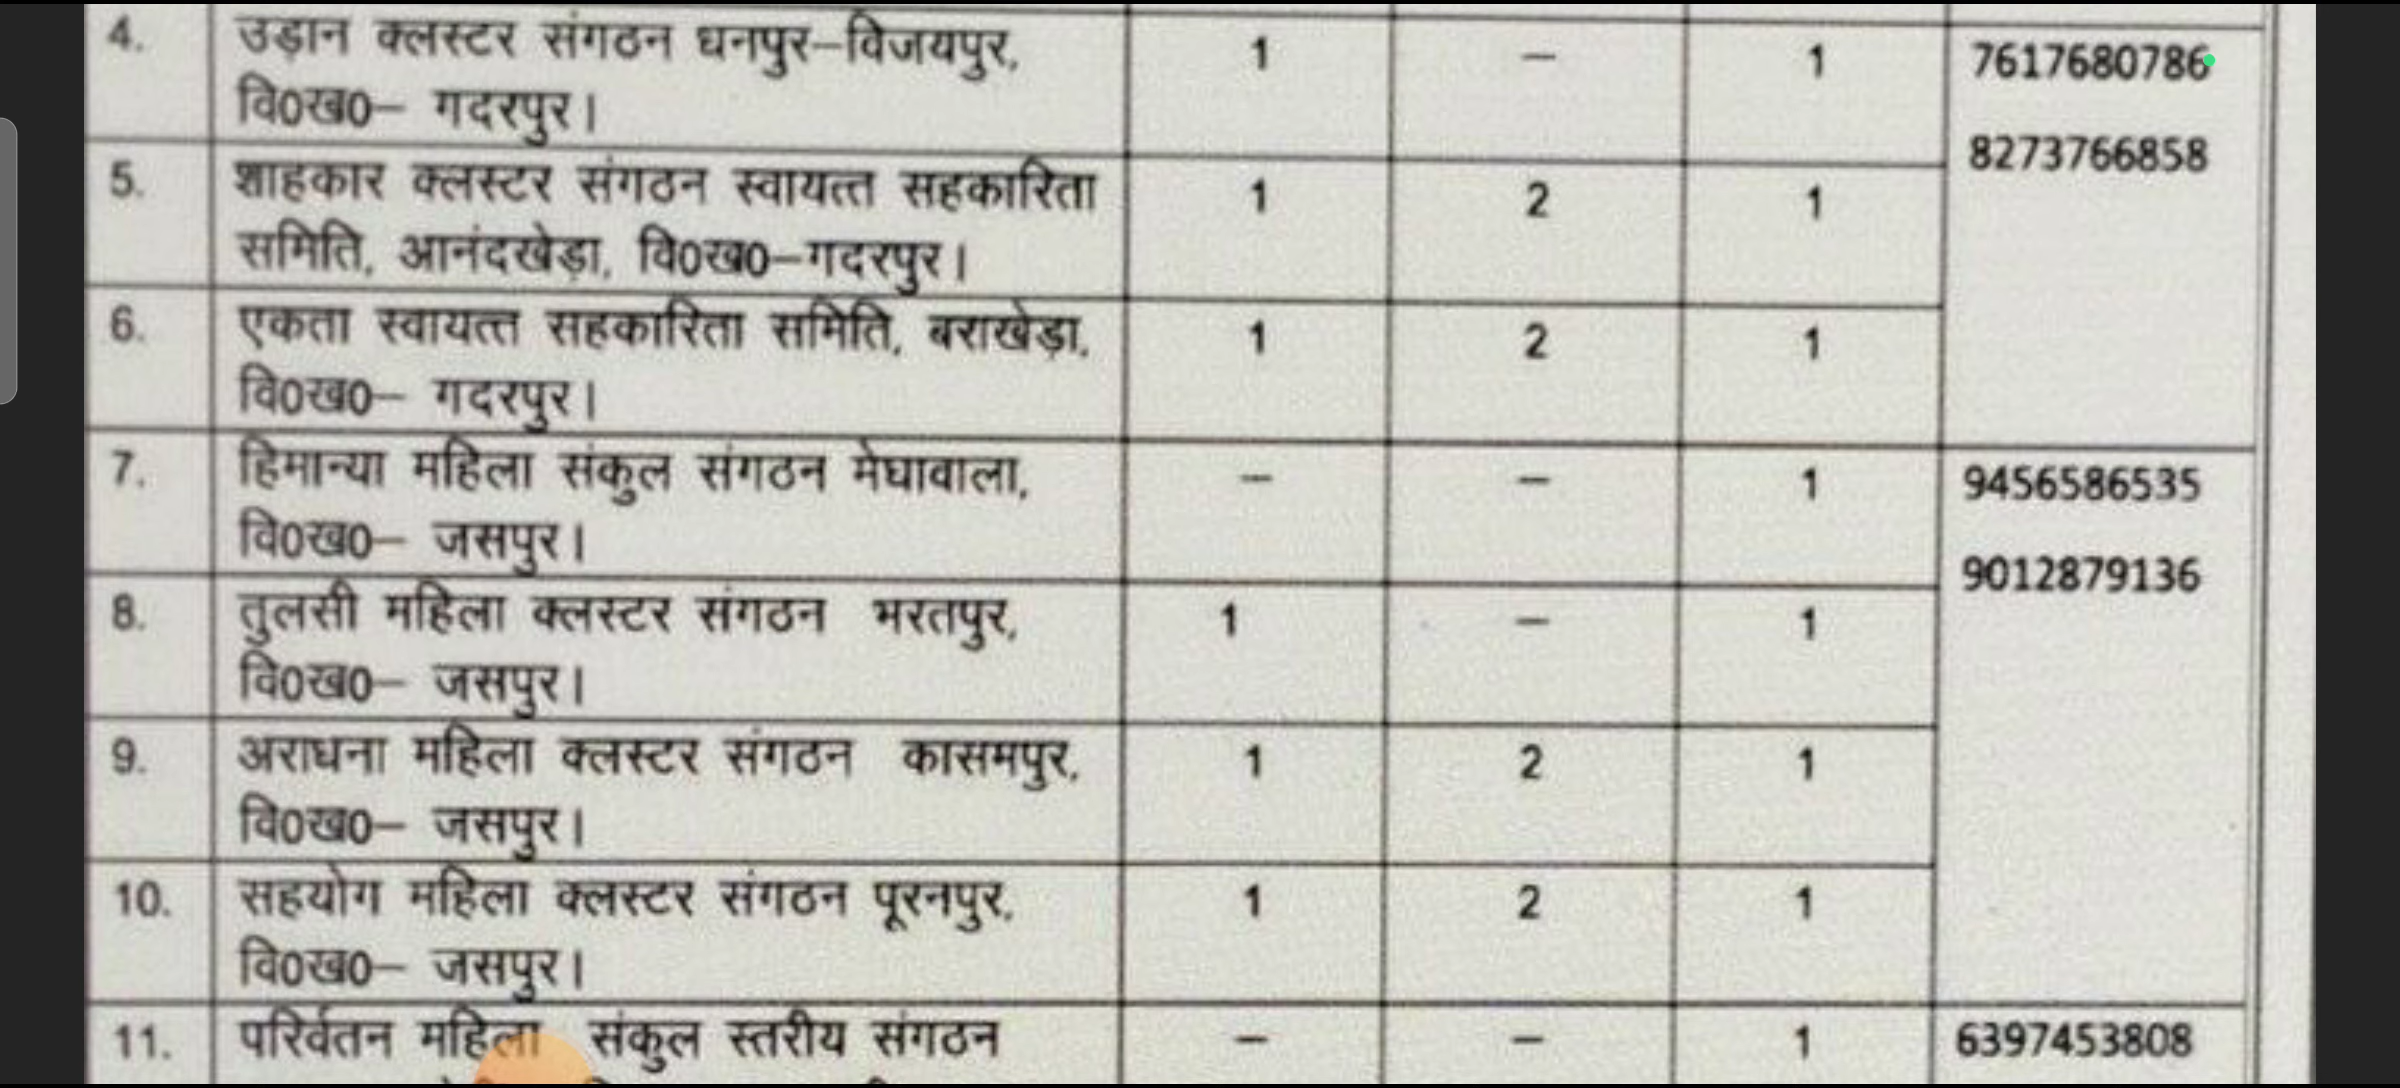 4. उड़ान क्लस्टर संगठन धनपुर–विजयपुर, 1 – 1 7617680786
वि0ख0– गदरपुर।
8273766858
5. शाहकार क्लस्टर संगठन स्वायत्त सहकारिता 1 2 1
समिति, आनंदखेड़ा, वि0ख0–गदरपुर।
6. एकता स्वायत्त सहकारिता समिति, बराखेड़ा, 1 2 1
वि0ख0– गदरपुर।
7. हिमान्या महिला संकुल संगठन मेघावाला, – – 1 9456586535
वि0ख0– जसपुर।
9012879136
8. तुलसी महिला क्लस्टर संगठन भरतपुर, 1 – 1
वि0ख0– जसपुर।
9. अराधना महिला क्लस्टर संगठन कासमपुर, 1 2 1
वि0ख0– जसपुर।
10. सहयोग महिला क्लस्टर संगठन पूरनपुर, 1 2 1
वि0ख0– जसपुर।
11. परिर्वतन महिला संकुल स्तरीय संगठन – – 1 6397453808